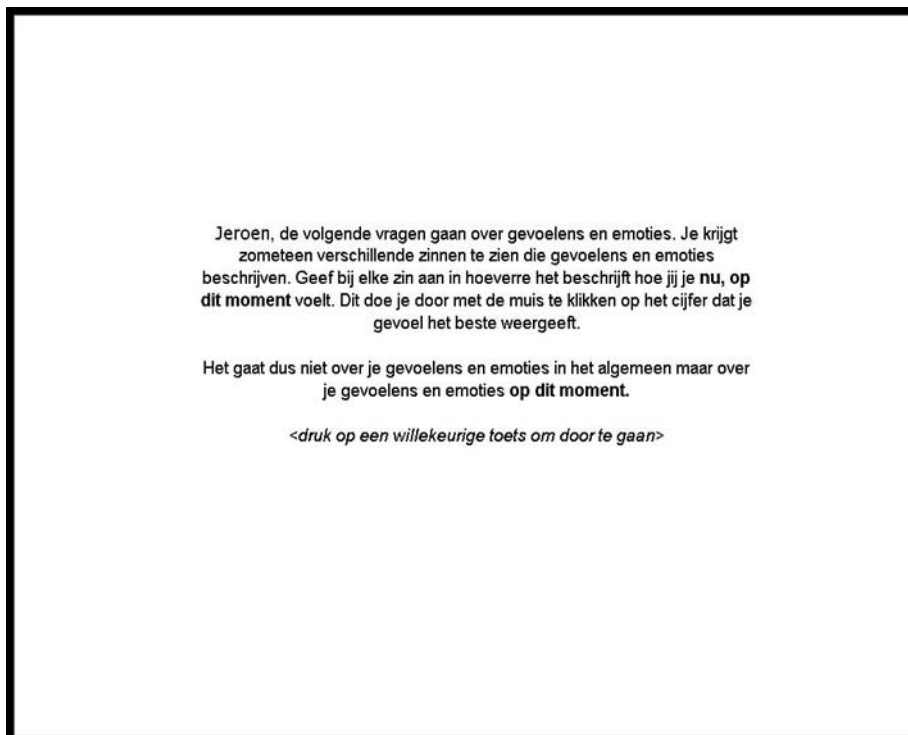 Jeroen, de volgende vragen gaan over gevoelens en emoties. Je krijgt
zometeen verschillende zinnen te zien die gevoelens en emoties
beschrijven. Geef bij elke zin aan in hoeverre het beschrijft hoe jij je nu, op
dit moment voelt. Dit doe je door met de muis te klikken op het cijfer dat je
gevoel het beste weergeeft.
Het gaat dus niet over je gevoelens en emoties in het algemeen maar over
je gevoelens en emoties op dit moment.
<druk op een willekeurige toets om door te gaan>